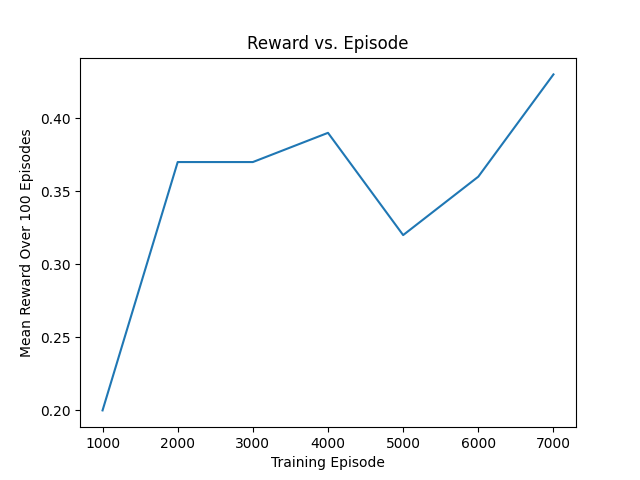 Reward vs. Episode
Mean Reward Over 100 Episodes
0.40
0.35
0.30
0.25
0.20
1000 2000 3000 4000 5000 6000 7000
Training Episode